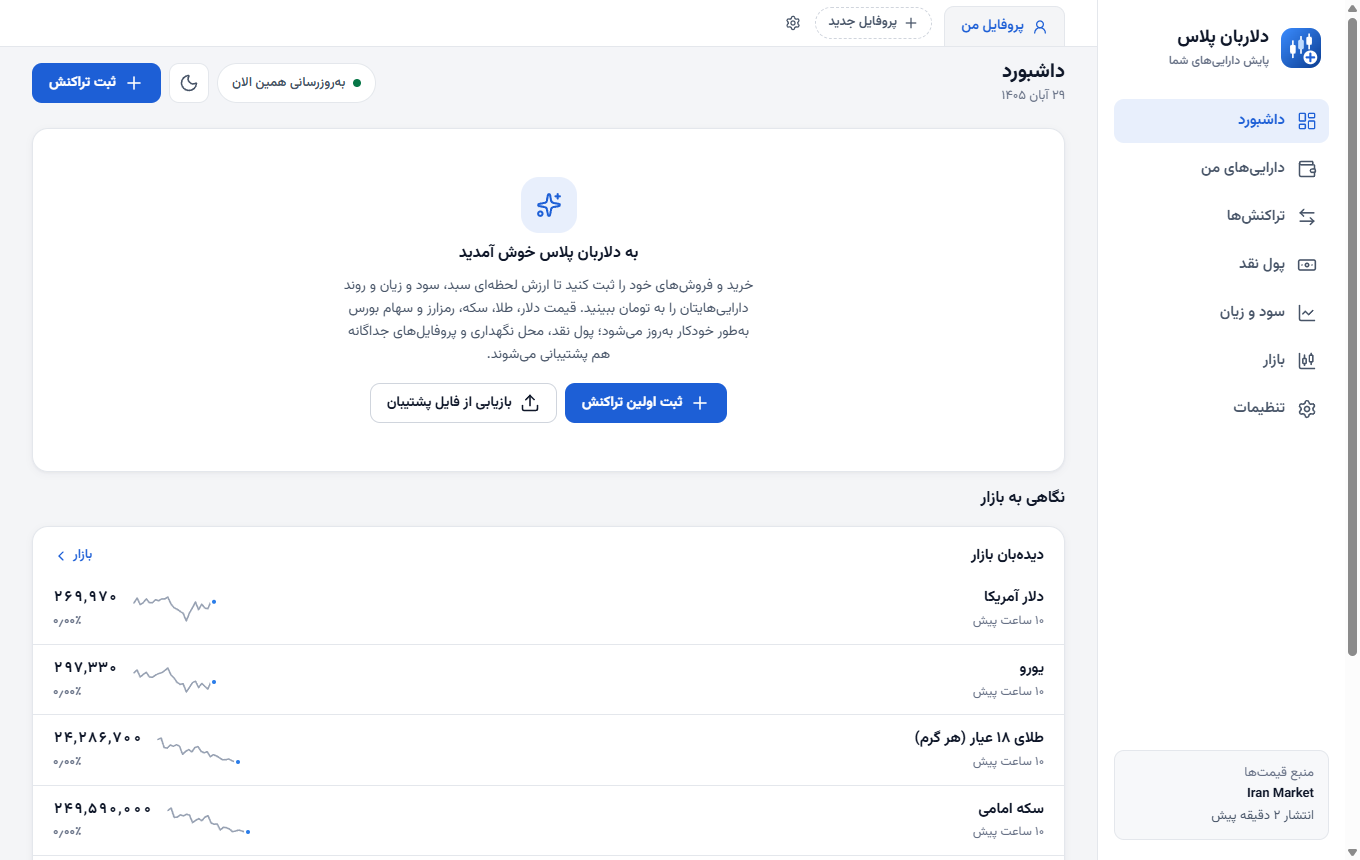 دلاربان پلاس
پایش دارایی‌های شما
داشبورد
دارایی‌های من
تراکنش‌ها
پول نقد
سود و زیان
بازار
تنظیمات
منبع قیمت‌ها
Iran Market
انتشار ۲ دقیقه پیش
پروفایل من
پروفایل جدید
داشبورد
۲۹ آبان ۱۴۰۵
به‌روزرسانی همین الان
ثبت تراکنش
به دلاربان پلاس خوش آمدید
خرید و فروش‌های خود را ثبت کنید تا ارزش لحظه‌ای سبد، سود و زیان و روند
دارایی‌هایتان را به تومان ببینید. قیمت دلار، طلا، سکه، رمزارز و سهام بورس
به‌طور خودکار به‌روز می‌شود؛ پول نقد، محل نگهداری و پروفایل‌های جداگانه
هم پشتیبانی می‌شوند.
ثبت اولین تراکنش
بازیابی از فایل پشتیبان
نگاهی به بازار
دیده‌بان بازار
بازار
دلار آمریکا
۲۶۹,۹۷۰
۱۰ ساعت پیش
۰٫۰۰٪
یورو
۲۹۷,۳۳۰
۱۰ ساعت پیش
۰٫۰۰٪
طلای ۱۸ عیار (هر گرم)
۲۴,۲۸۶,۷۰۰
۱۰ ساعت پیش
۰٫۰۰٪
سکه امامی
۲۴۹,۵۹۰,۰۰۰
۱۰ ساعت پیش
۰٫۰۰٪